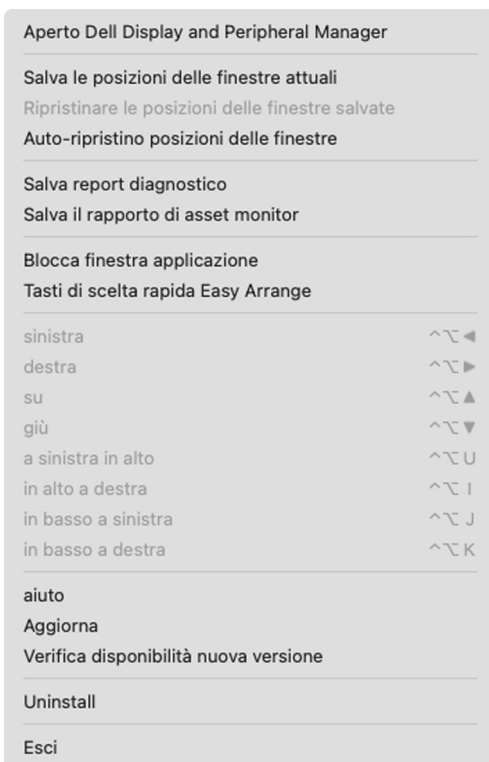 Aperto Dell Display and Peripheral Manager
Salva le posizioni delle finestre attuali
Ripristinare le posizioni delle finestre salvate
Auto-ripristino posizioni delle finestre
Salva report diagnostico
Salva il rapporto di asset monitor
Blocca finestra applicazione
Tasti di scelta rapida Easy Arrange
sinistra ^⌥◀
destra ^⌥▶
su ^⌥▲
giù ^⌥▼
a sinistra in alto ^⌥U
in alto a destra ^⌥I
in basso a sinistra ^⌥J
in basso a destra ^⌥K
aiuto
Aggiorna
Verifica disponibilità nuova versione
Uninstall
Esci